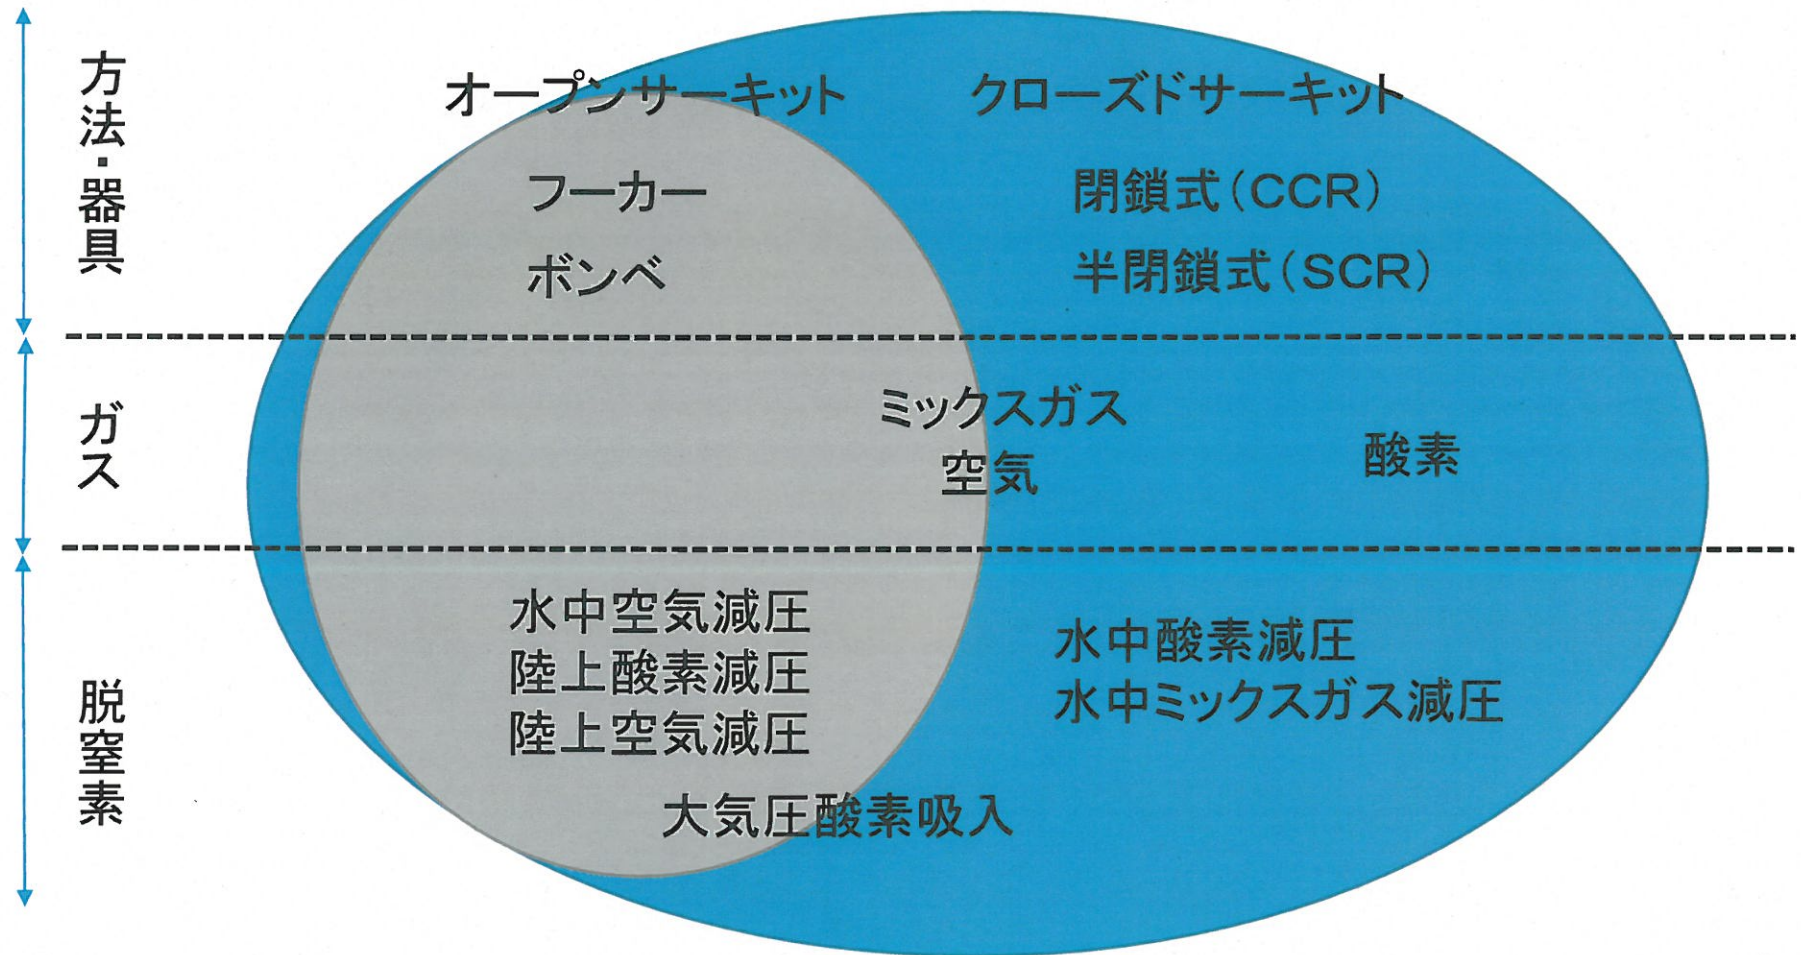 方法・器具
オープンサーキット
クローズドサーキット
フーカー
閉鎖式(CCR)
ボンベ
半閉鎖式(SCR)
ガス
ミックスガス
空気
酸素
脱窒素
水中空気減圧
陸上酸素減圧
陸上空気減圧
水中酸素減圧
水中ミックスガス減圧
大気圧酸素吸入